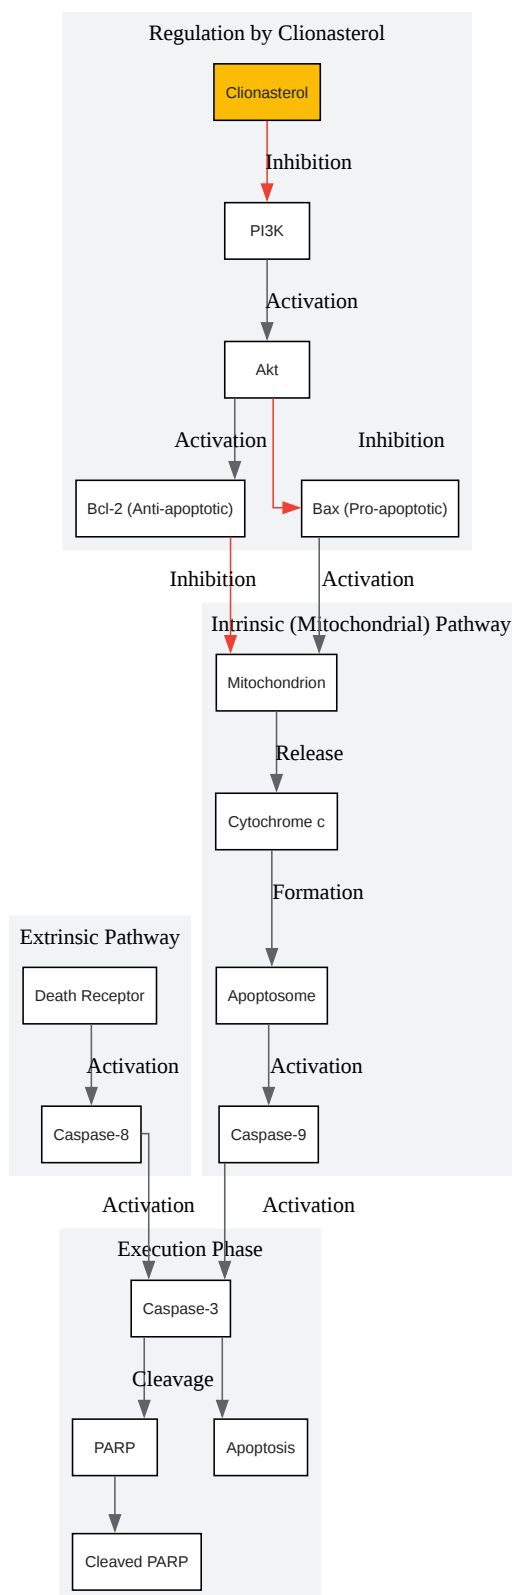 Regulation by Clionasterol
Clionasterol
Inhibition
PI3K
Activation
Akt
Activation
Inhibition
Bcl-2 (Anti-apoptotic)
Bax (Pro-apoptotic)
Inhibition
Activation
Intrinsic (Mitochondrial) Pathway
Mitochondrion
Release
Cytochrome c
Formation
Extrinsic Pathway
Death Receptor
Apoptosome
Activation
Activation
Caspase-8
Caspase-9
Activation
Activation
Execution Phase
Caspase-3
Cleavage
PARP
Apoptosis
Cleaved PARP